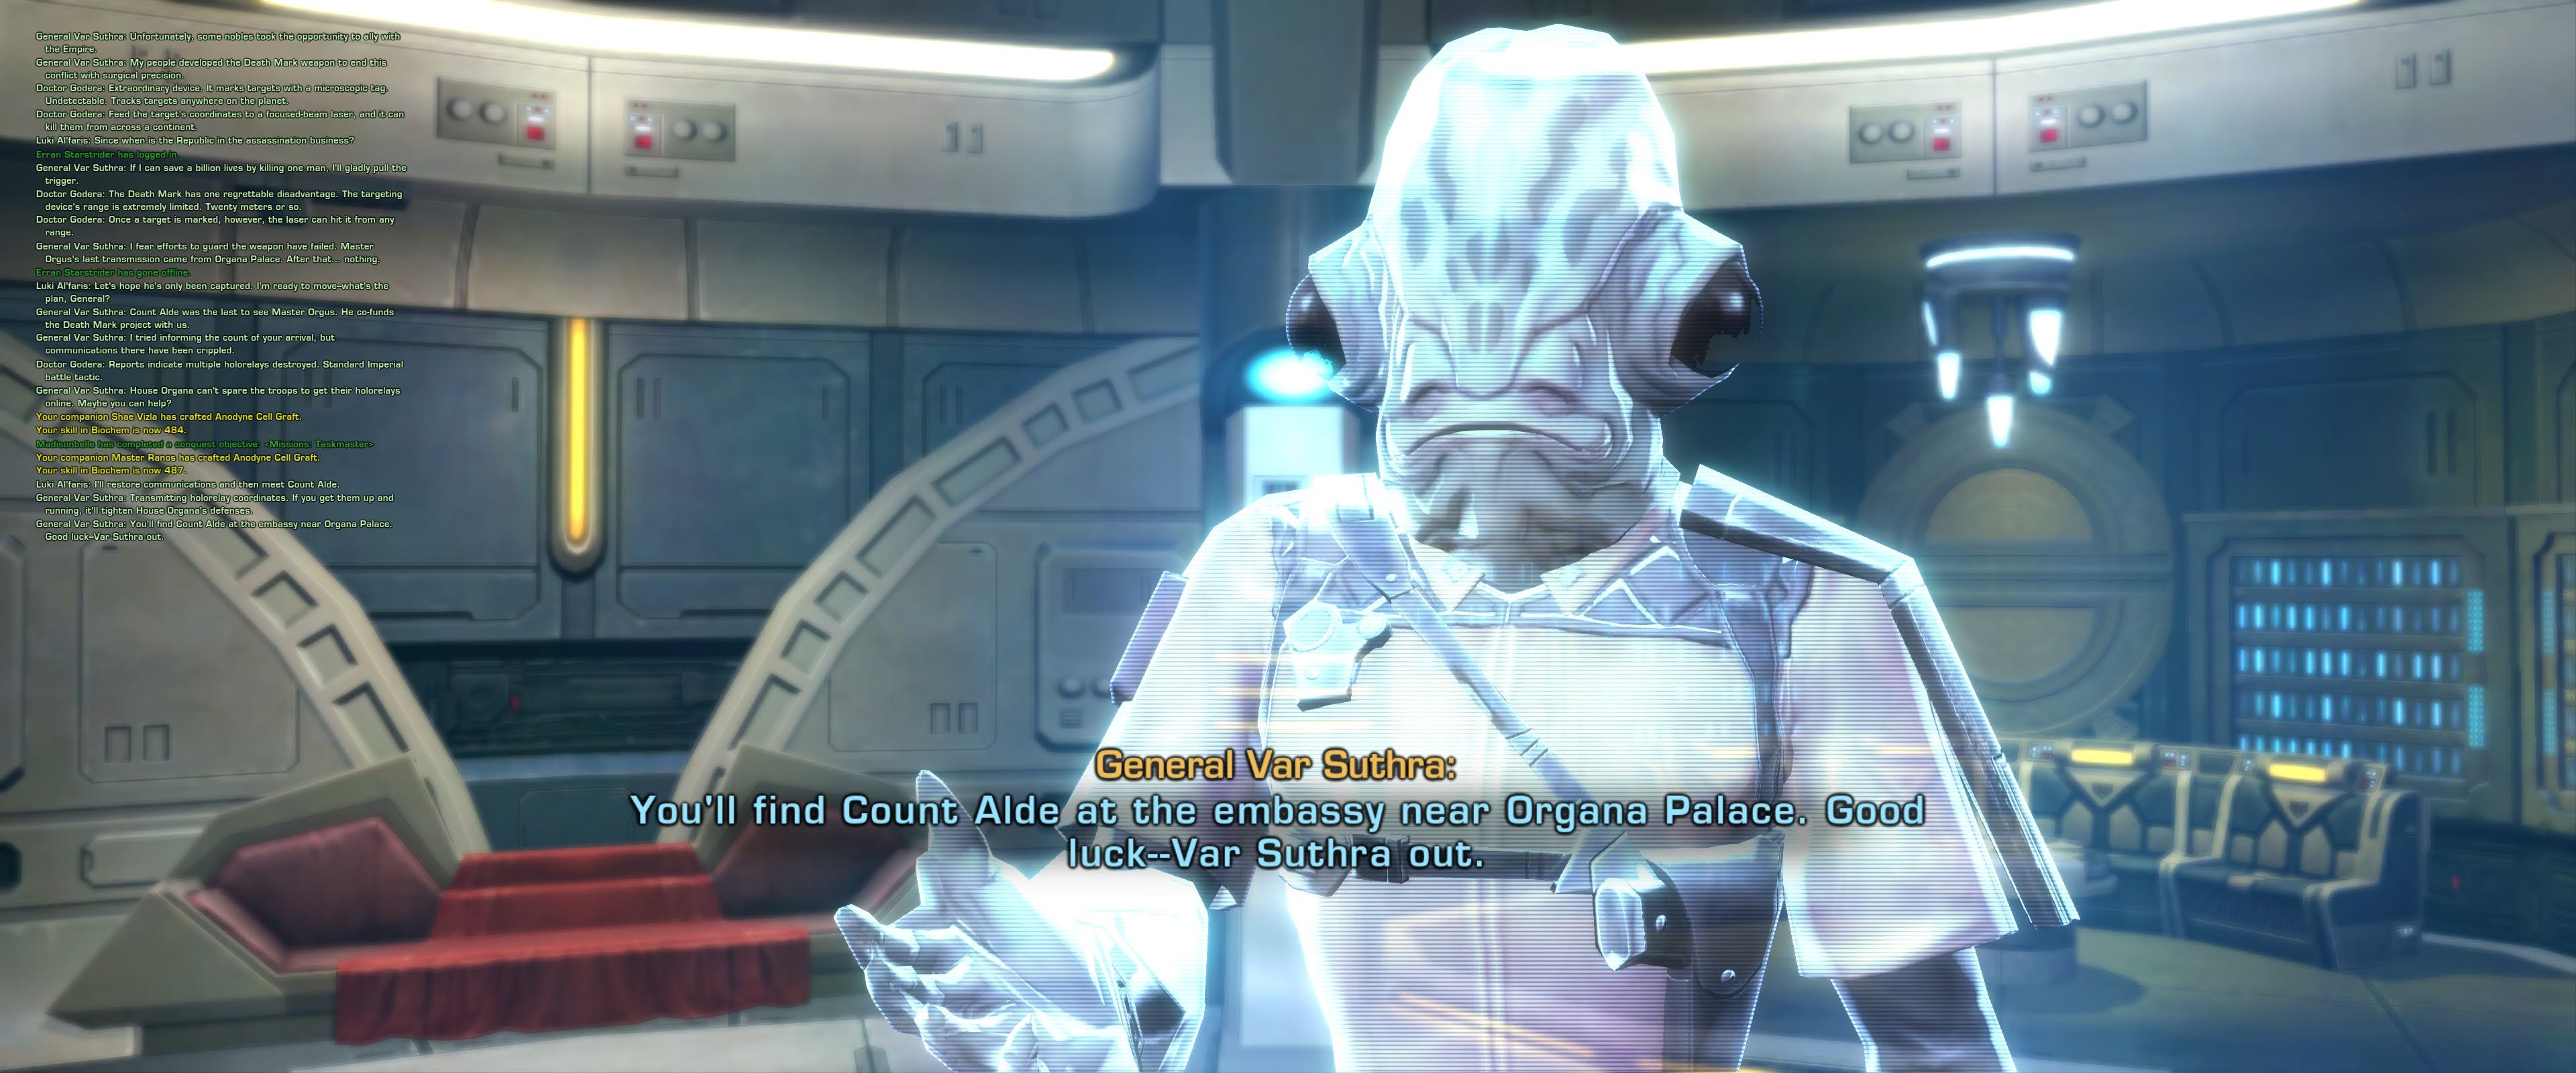 General Var Suthra: Unfortunately, some nobles took the opportunity to ally with
the Empire.
General Var Suthra: My people developed the Death Mark weapon to end this
conflict with surgical precision.
Doctor Godera: Extraordinary device. It marks targets with a microscopic tag.
Undetectable. Tracks targets anywhere on the planet.
Doctor Godera: Feed the target's coordinates to a focused-beam laser, and it can
kill them from across a continent.
Luki Al'faris: Since when is the Republic in the assassination business?
Erran Starstrider has logged in.
General Var Suthra: If I can save a billion lives by killing one man, I'll gladly pull the
trigger.
Doctor Godera: The Death Mark has one regrettable disadvantage. The targeting
device's range is extremely limited. Twenty meters or so.
Doctor Godera: Once a target is marked, however, the laser can hit it from any
range.
General Var Suthra: I fear efforts to guard the weapon have failed. Master
Orgus's last transmission came from Organa Palace. After that... nothing.
Erran Starstrider has gone offline.
Luki Al'faris: Let's hope he's only been captured. I'm ready to move--what's the
plan, General?
General Var Suthra: Count Alde was the last to see Master Orgus. He co-funds
the Death Mark project with us.
General Var Suthra: I tried informing the count of your arrival, but
communications there have been crippled.
Doctor Godera: Reports indicate multiple holorelays destroyed. Standard Imperial
battle tactic.
General Var Suthra: House Organa can't spare the troops to get their holorelays
online. Maybe you can help?
Your companion Shae Vizla has crafted Anodyne Cell Graft.
Your skill in Biochem is now 484.
Madisonbelle has completed a conquest objective: <Missions: Taskmaster>
Your companion Master Ranos has crafted Anodyne Cell Graft.
Your skill in Biochem is now 487.
Luki Al'faris: I'll restore communications and then meet Count Alde.
General Var Suthra: Transmitting holorelay coordinates. If you get them up and
running, it'll tighten House Organa's defenses.
General Var Suthra: You'll find Count Alde at the embassy near Organa Palace.
Good luck--Var Suthra out.
General Var Suthra:
You'll find Count Alde at the embassy near Organa Palace. Good
luck--Var Suthra out.